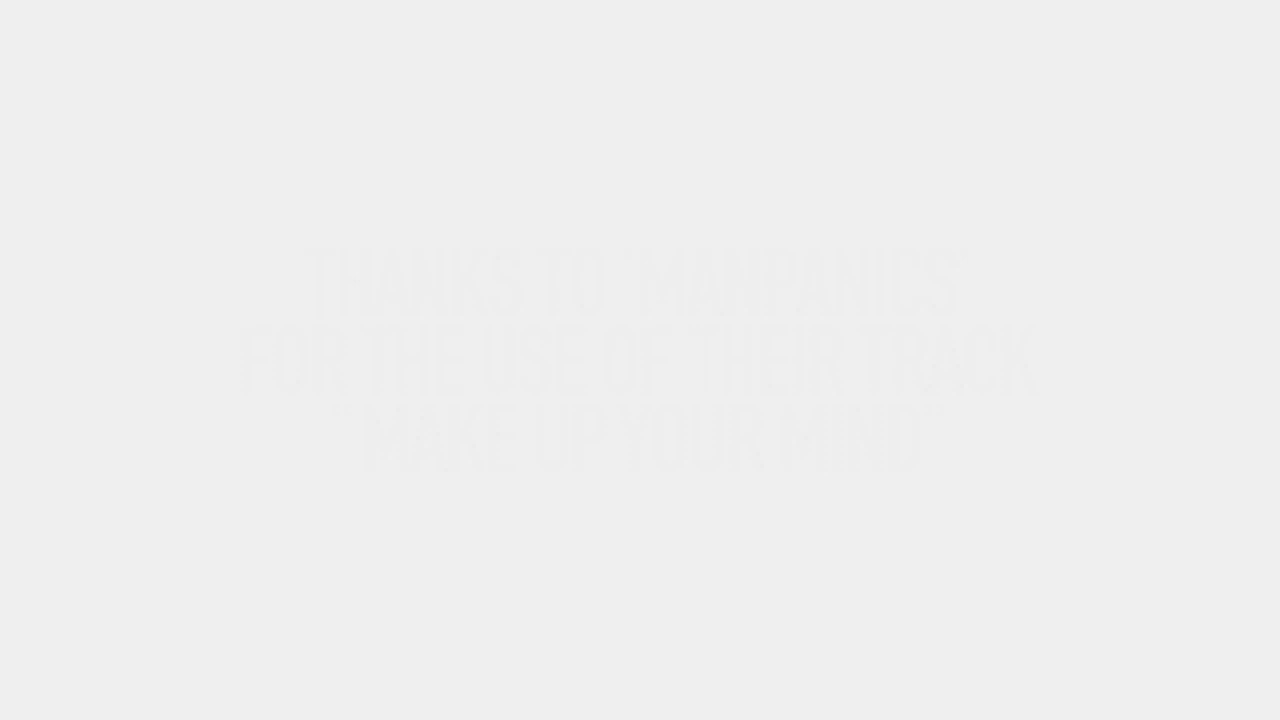 THANKS TO 'MANPANICS'
FOR THE USE OF THEIR TRACK
"MAKE UP YOUR MIND"